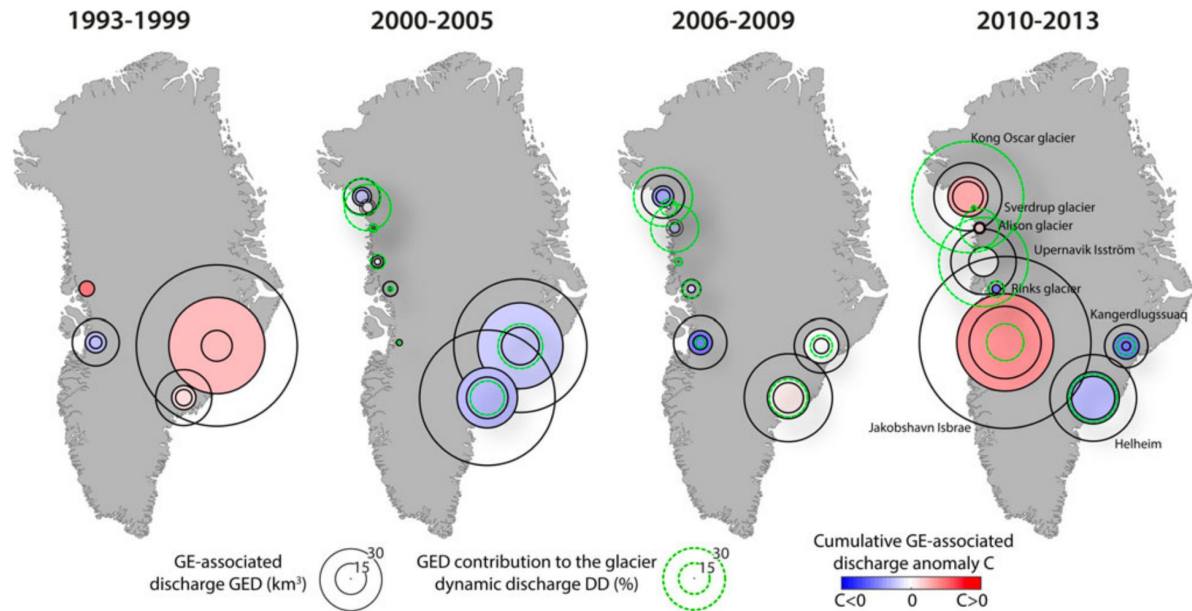 1993-1999
2000-2005
2006-2009
2010-2013
Kong Oscar glacier
Sverdrup glacier
Alison glacier
Upernavik Isström
Rinks glacier
Kangerdlugssuaq
Jakobshavn Isbrae
Helheim
GE-associated
discharge GED (km³)
30
15
GED contribution to the glacier
dynamic discharge DD (%)
30
15
Cumulative GE-associated
discharge anomaly C
C<0 0 C>0